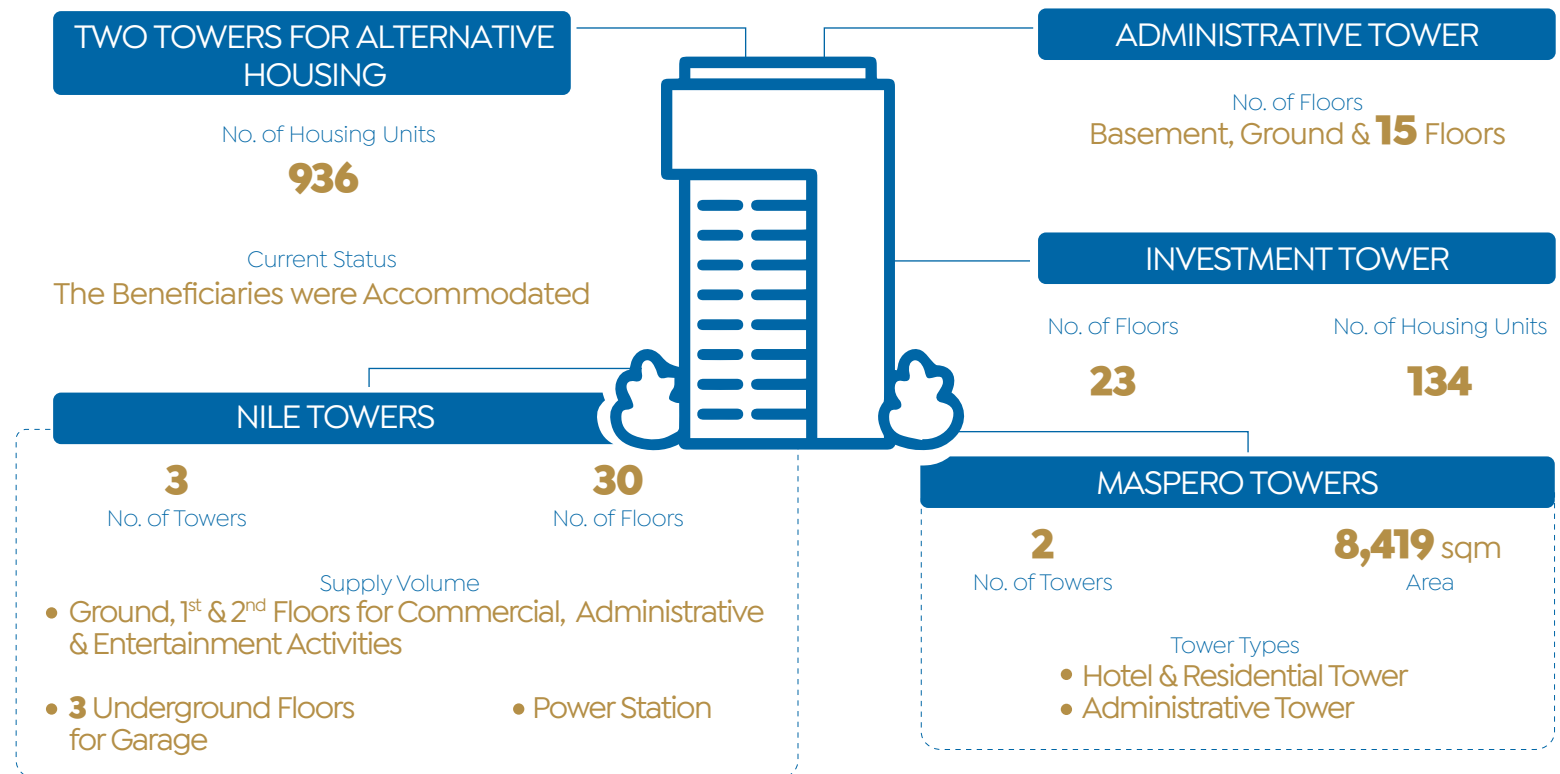 TWO TOWERS FOR ALTERNATIVE
HOUSING
No. of Housing Units
936
Current Status
The Beneficiaries were Accommodated
ADMINISTRATIVE TOWER
No. of Floors
Basement, Ground & 15 Floors
INVESTMENT TOWER
No. of Floors
23
No. of Housing Units
134
NILE TOWERS
3
No. of Towers
30
No. of Floors
Supply Volume
• Ground, 1st & 2nd Floors for Commercial, Administrative
& Entertainment Activities
• 3 Underground Floors
for Garage
• Power Station
MASPERO TOWERS
2
No. of Towers
8,419 sqm
Area
Tower Types
• Hotel & Residential Tower
• Administrative Tower